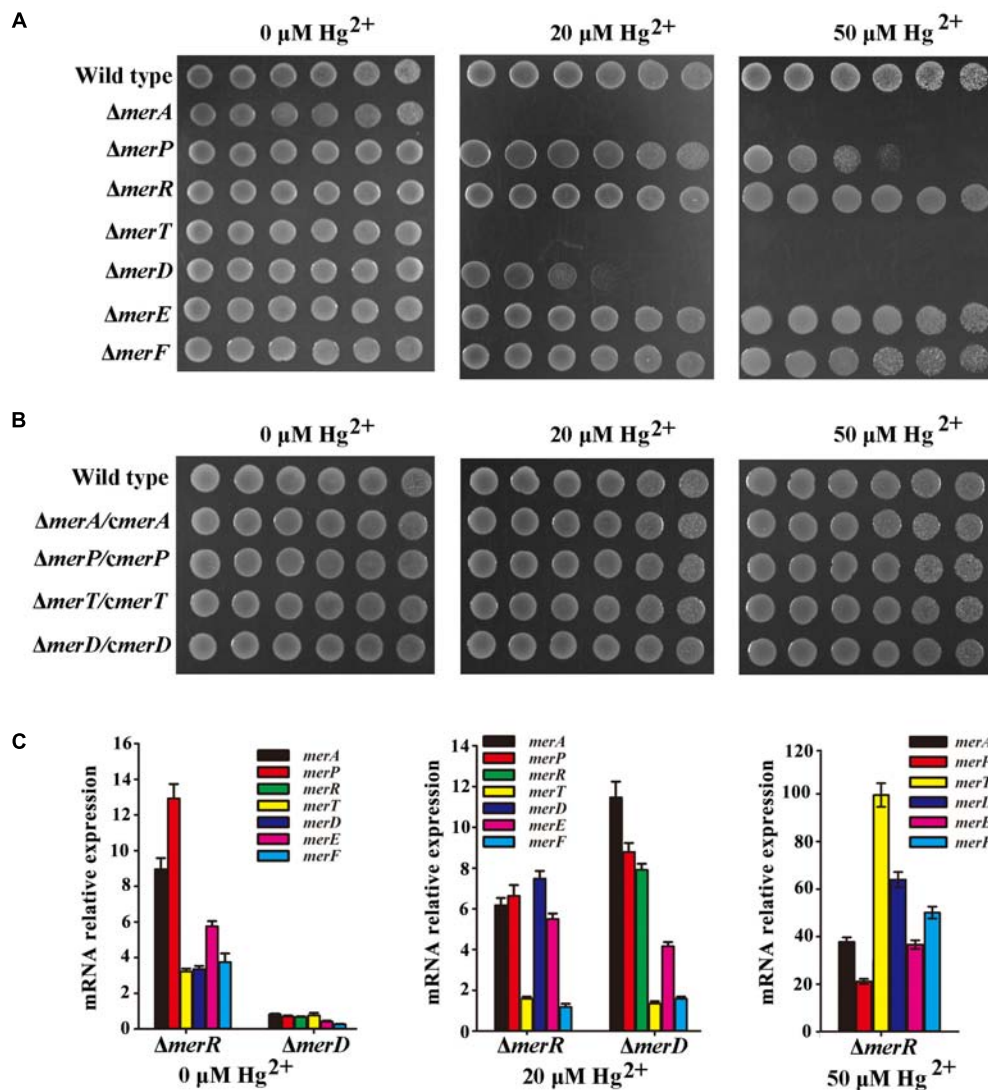 A
0 μM Hg2+
20 μM Hg2+
50 μM Hg2+
Wild type
ΔmerA
ΔmerP
ΔmerR
ΔmerT
ΔmerD
ΔmerE
ΔmerF
B
0 μM Hg2+
20 μM Hg2+
50 μM Hg2+
Wild type
ΔmerA/cmerA
ΔmerP/cmerP
ΔmerT/cmerT
ΔmerD/cmerD
C
mRNA relative expression
16
14
12
10
8
6
4
2
0
merA
merP
merR
merT
merD
merE
merF
ΔmerR
ΔmerD
0 μM Hg2+
mRNA relative expression
14
12
10
8
6
4
2
0
merA
merP
merR
merT
merD
merE
merF
ΔmerR
ΔmerD
20 μM Hg2+
mRNA relative expression
120
100
80
60
40
20
0
merA
ΔmerR
50 μM Hg2+